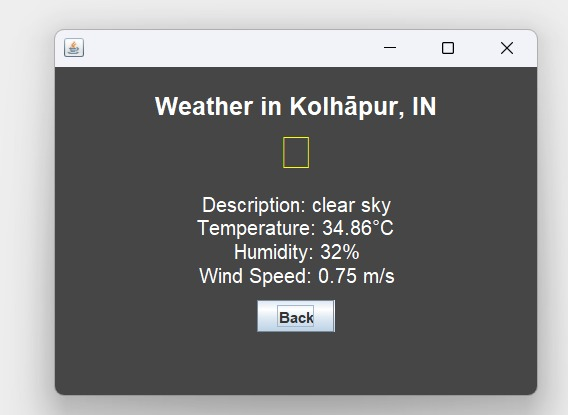 Weather in Kolhāpur, IN
Description: clear sky
Temperature: 34.86°C
Humidity: 32%
Wind Speed: 0.75 m/s
Back